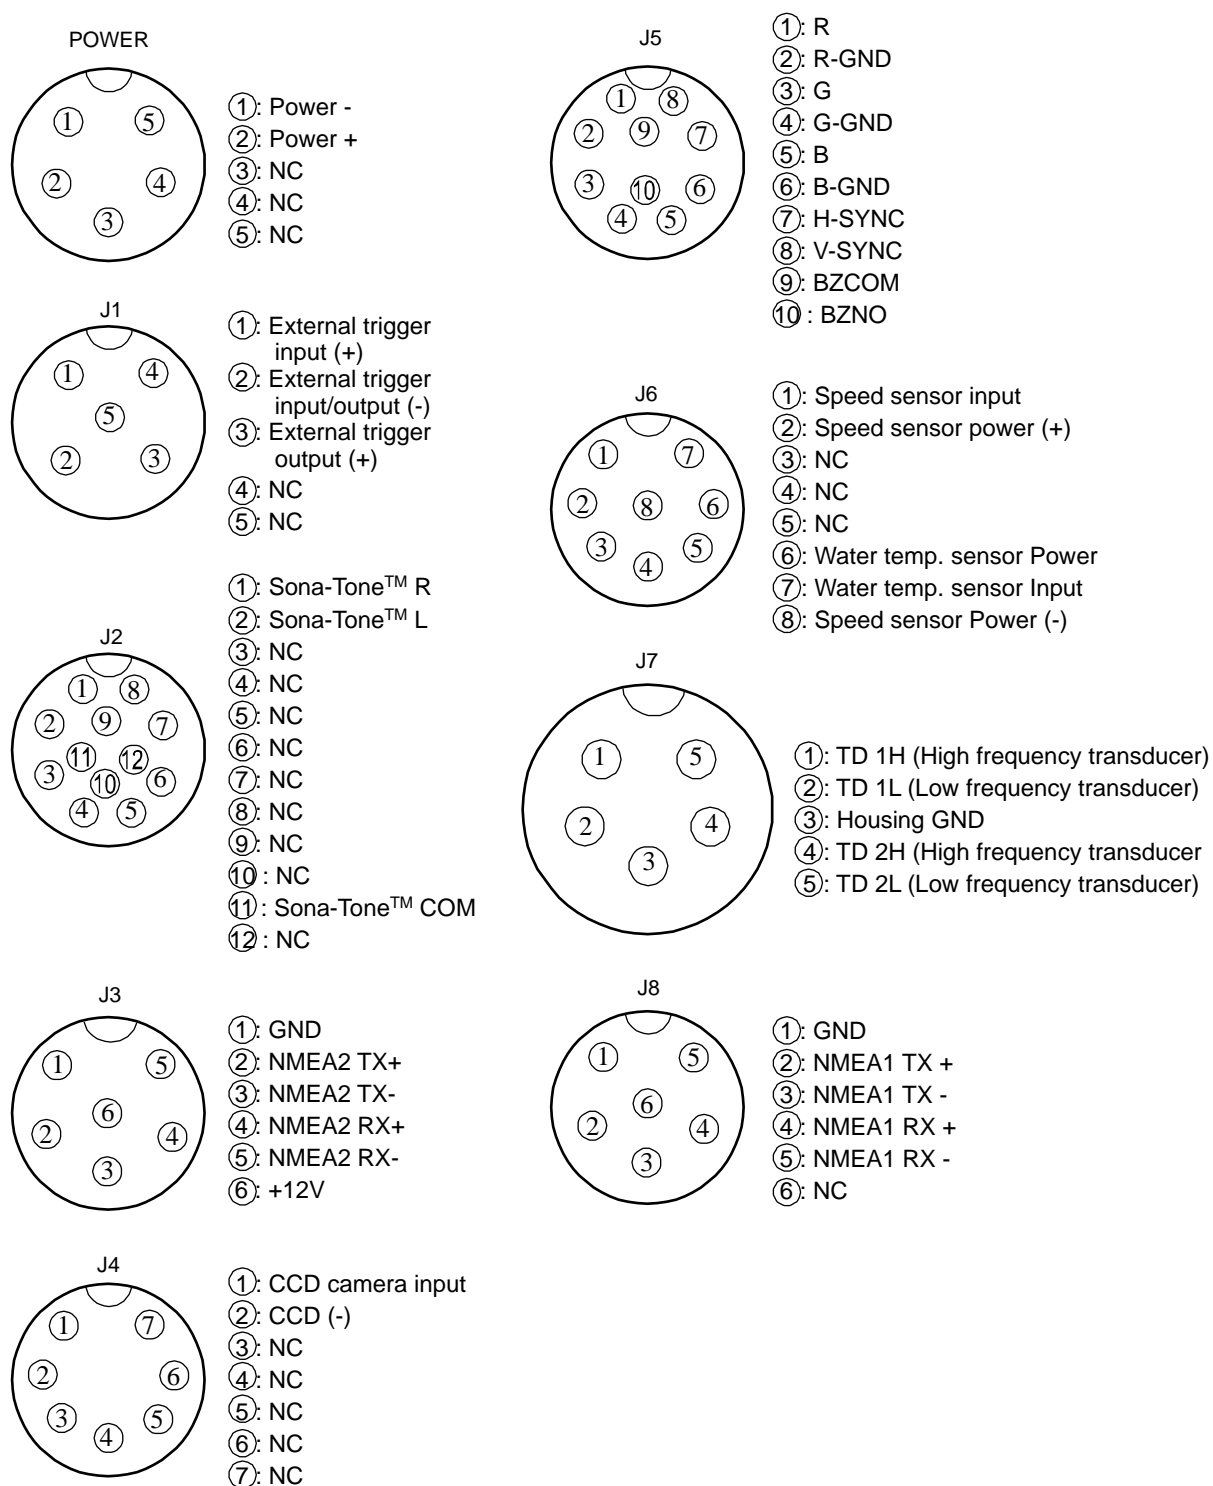 POWER
1
5
2
4
3
①: Power -
②: Power +
③: NC
④: NC
⑤: NC
J1
1
4
5
2
3
①: External trigger
input (+)
②: External trigger
input/output (-)
③: External trigger
output (+)
④: NC
⑤: NC
J2
1
8
2
9
7
11
12
3
10
6
4
5
①: Sona-Tone™ R
②: Sona-Tone™ L
③: NC
④: NC
⑤: NC
⑥: NC
⑦: NC
⑧: NC
⑨: NC
⑩ : NC
⑪ : Sona-Tone™ COM
⑫ : NC
J3
1
5
6
2
4
3
①: GND
②: NMEA2 TX+
③: NMEA2 TX-
④: NMEA2 RX+
⑤: NMEA2 RX-
⑥: +12V
J4
1
7
2
6
3
5
4
①: CCD camera input
②: CCD (-)
③: NC
④: NC
⑤: NC
⑥: NC
⑦: NC
J5
1
8
2
9
7
3
10
6
4
5
①: R
②: R-GND
③: G
④: G-GND
⑤: B
⑥: B-GND
⑦: H-SYNC
⑧: V-SYNC
⑨: BZCOM
⑩ : BZNO
J6
1
7
2
8
6
3
5
4
①: Speed sensor input
②: Speed sensor power (+)
③: NC
④: NC
⑤: NC
⑥: Water temp. sensor Power
⑦: Water temp. sensor Input
⑧: Speed sensor Power (-)
J7
1
5
2
4
3
①: TD 1H (High frequency transducer)
②: TD 1L (Low frequency transducer)
③: Housing GND
④: TD 2H (High frequency transducer
⑤: TD 2L (Low frequency transducer)
J8
1
5
6
2
4
3
①: GND
②: NMEA1 TX +
③: NMEA1 TX -
④: NMEA1 RX +
⑤: NMEA1 RX -
⑥: NC